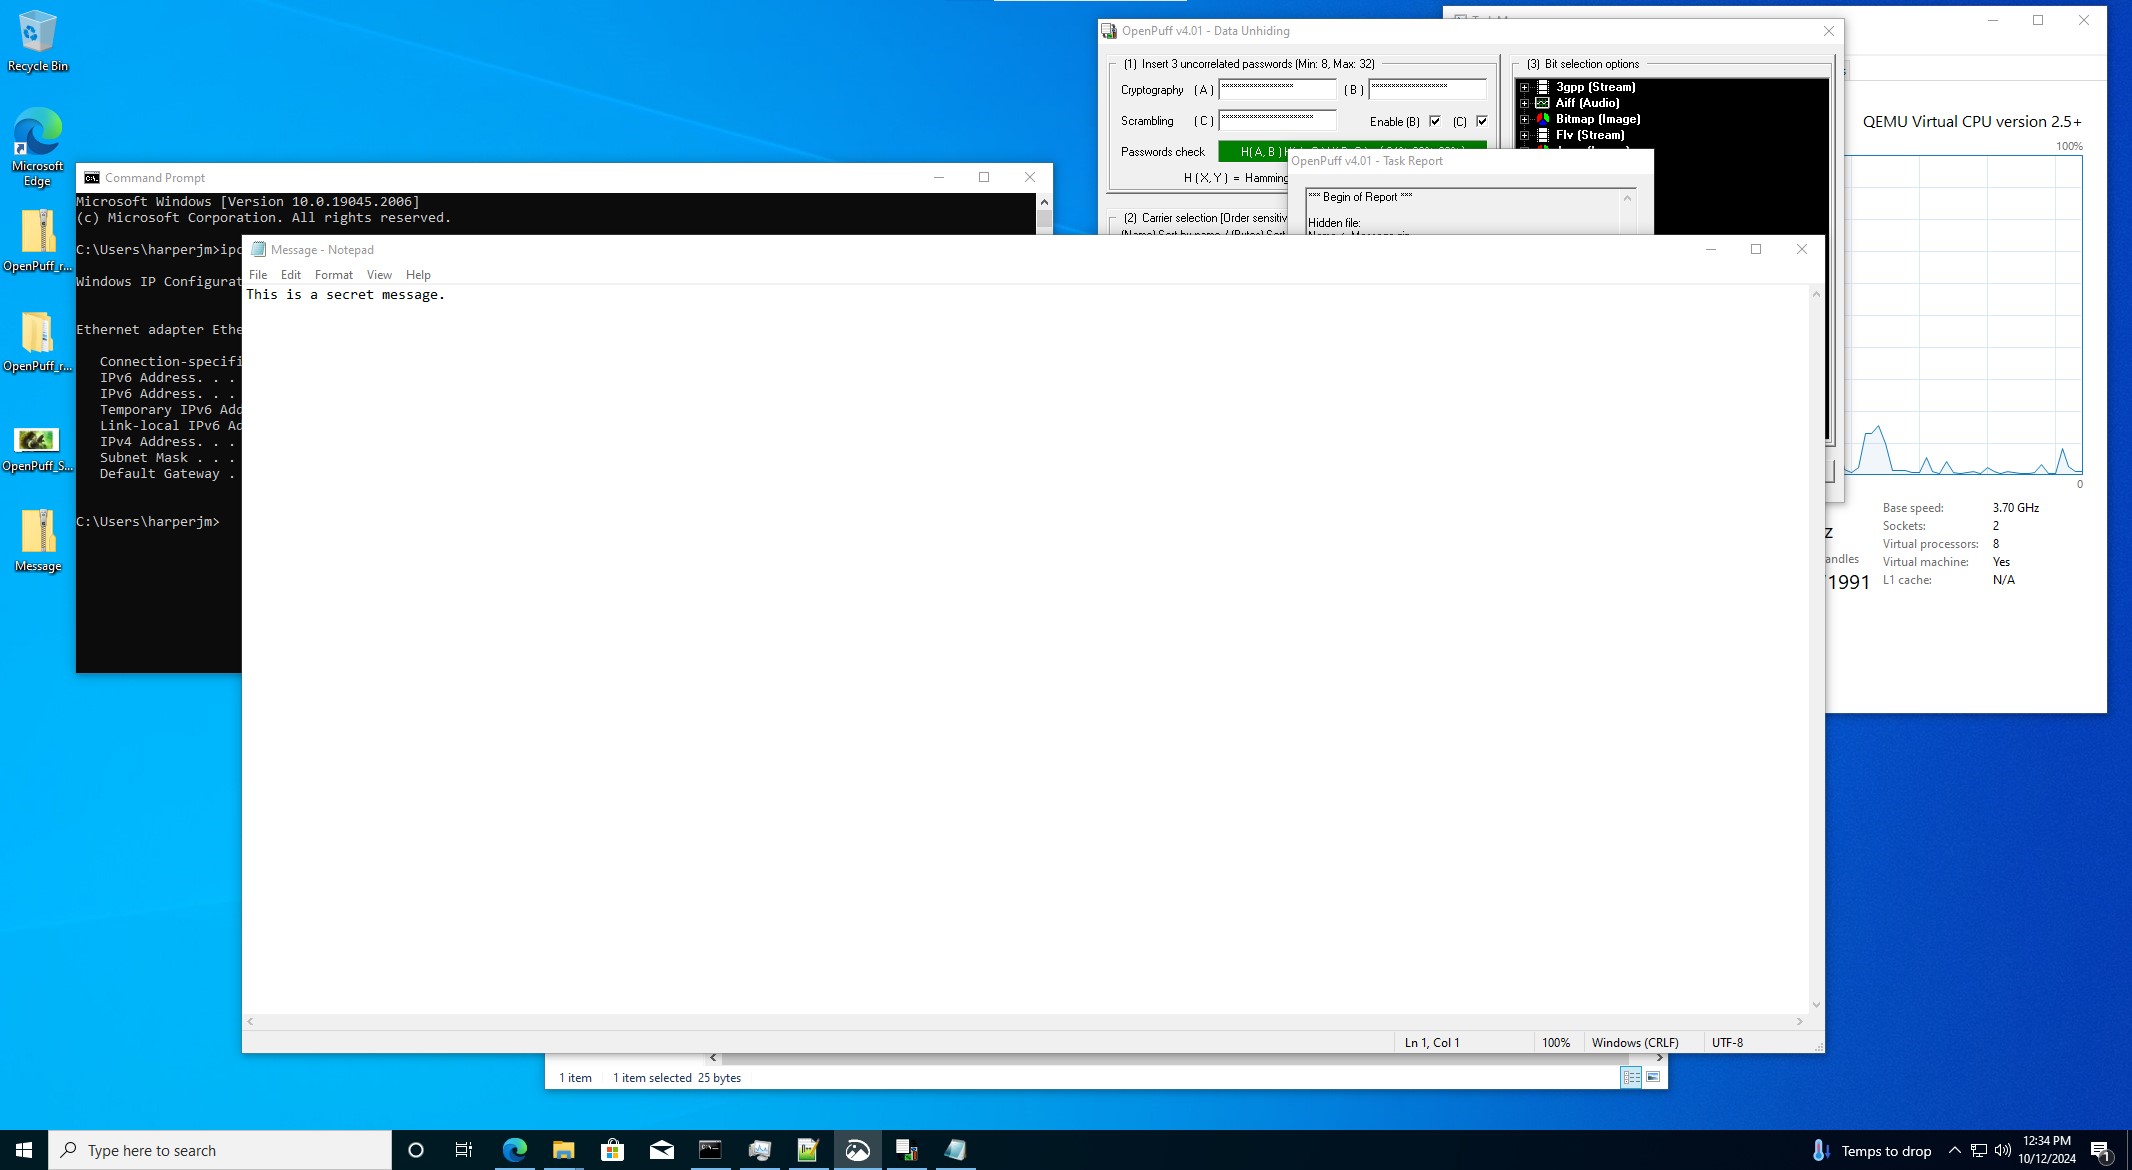 Recycle Bin
Microsoft
Edge
OpenPuff_r...
OpenPuff_r...
OpenPuff_S...
Message
Command Prompt
Microsoft Windows [Version 10.0.19045.2006]
(c) Microsoft Corporation. All rights reserved.
C:\Users\harperjm>ipc
Windows IP Configurat
Ethernet adapter Ethe
Connection-specifi
IPv6 Address. . .
IPv6 Address. . .
Temporary IPv6 Add
Link-local IPv6 Ad
IPv4 Address. . .
Subnet Mask . . .
Default Gateway .
C:\Users\harperjm>
OpenPuff v4.01 - Data Unhiding
(1) Insert 3 uncorrelated passwords (Min: 8, Max: 32)
Cryptography (A) (B)
Scrambling (C) Enable (B) (C)
Passwords check H(A, B)
H (X, Y) = Hamming
(2) Carrier selection [Order sensitiv
(3) Bit selection options
3gpp (Stream)
Aiff (Audio)
Bitmap (Image)
Flv (Stream)
OpenPuff v4.01 - Task Report
*** Begin of Report ***
Hidden file:
Message - Notepad
File Edit Format View Help
This is a secret message.
Ln 1, Col 1 100% Windows (CRLF) UTF-8
QEMU Virtual CPU version 2.5+
100%
0
Base speed: 3.70 GHz
Sockets: 2
Virtual processors: 8
Virtual machine: Yes
L1 cache: N/A
z
andles
1991
1 item 1 item selected 25 bytes
Type here to search
Temps to drop
12:34 PM
10/12/2024
1